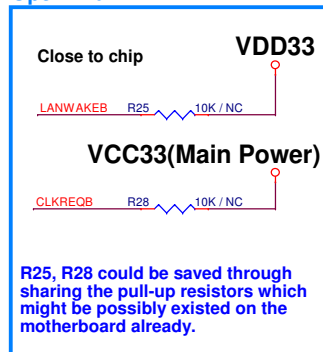 VDD33
Close to chip
LANWAKEB R25 10K / NC
VCC33(Main Power)
CLKREQB R28 10K / NC
R25, R28 could be saved through
sharing the pull-up resistors which
might be possibly existed on the
motherboard already.